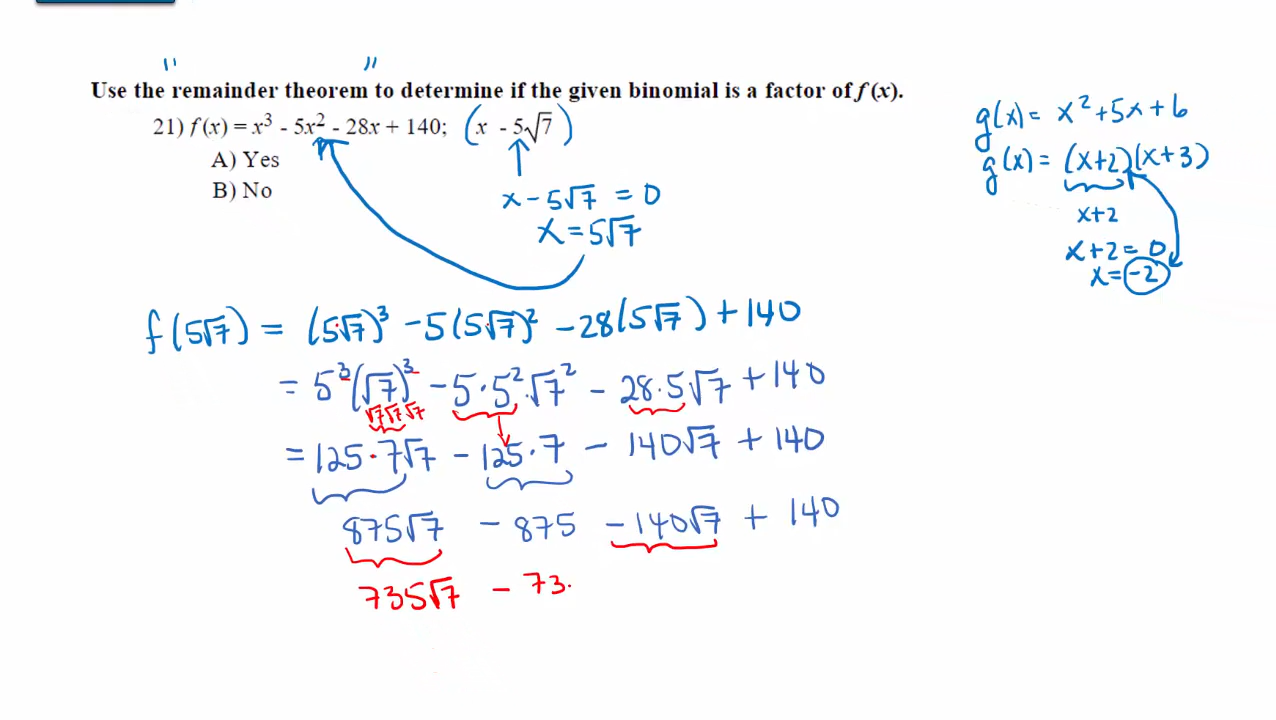 " "
Use the remainder theorem to determine if the given binomial is a factor of f (x).
21) f(x) = x³ - 5x² - 28x + 140; (x - 5√7)
A) Yes
B) No
x - 5√7 = 0
x = 5√7
g(x) = x² + 5x + 6
g(x) = (x+2)(x+3)
x+2
x+2 = 0
x = -2
f(5√7) = (5√7)³ - 5(5√7)² - 28(5√7) + 140
= 5³(√7)³ - 5·5²·√7² - 28·5√7 + 140
√7√7√7
= 125·7√7 - 125·7 - 140√7 + 140
875√7 - 875 - 140√7 + 140
735√7 - 73